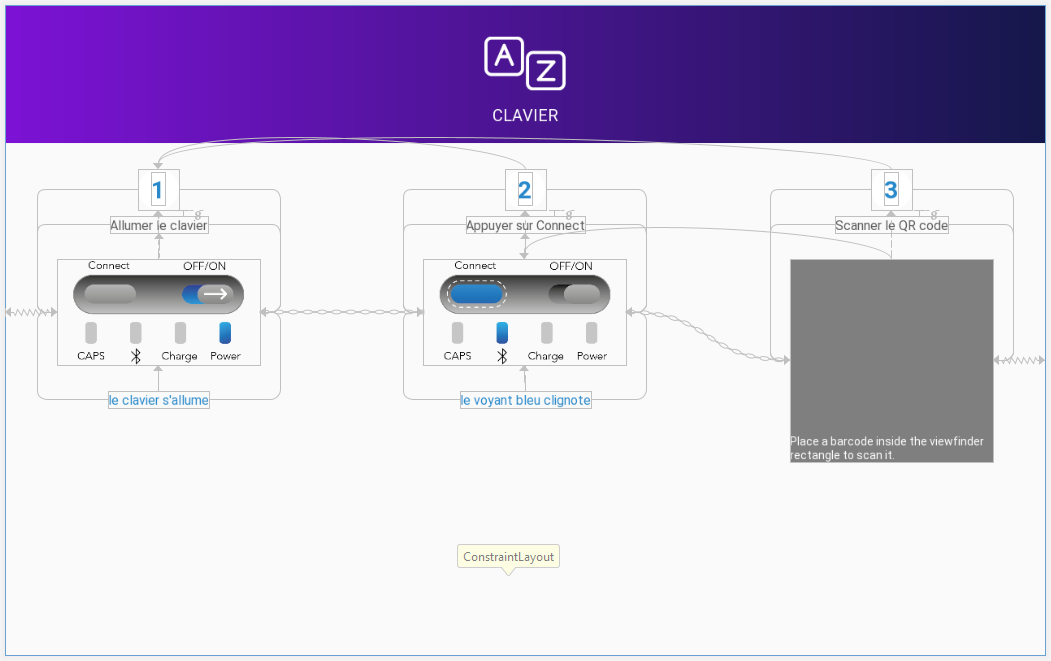 A Z
CLAVIER
1
Allumer le clavier
Connect OFF/ON
CAPS Charge Power
le clavier s'allume
2
Appuyer sur Connect
Connect OFF/ON
CAPS Charge Power
le voyant bleu clignote
3
Scanner le QR code
Place a barcode inside the viewfinder
rectangle to scan it.
ConstraintLayout